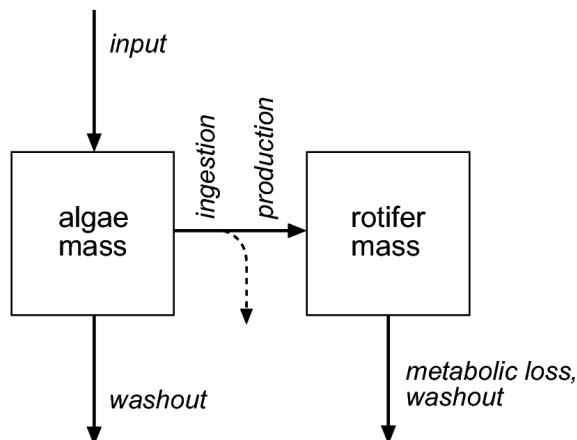 input
ingestion
production
algae
mass
rotifer
mass
washout
metabolic loss,
washout